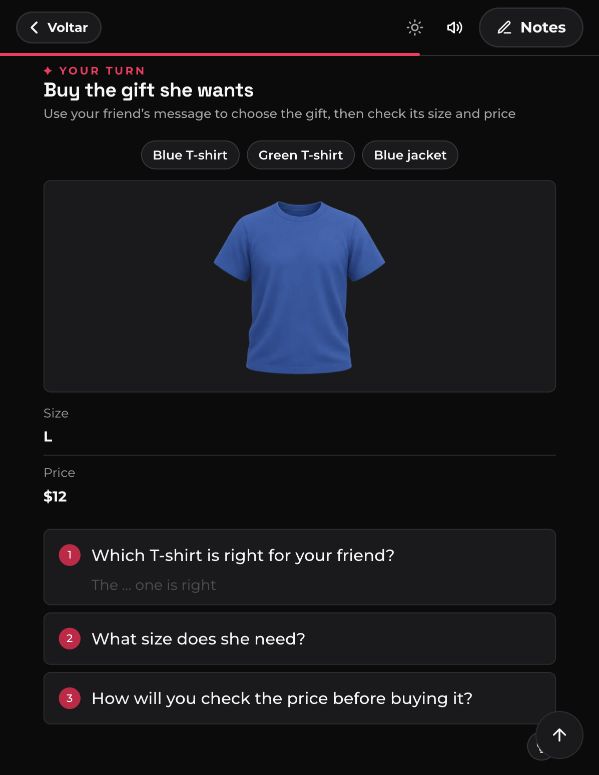 Voltar
Notes
✦ YOUR TURN
Buy the gift she wants
Use your friend's message to choose the gift, then check its size and price
Blue T-shirt
Green T-shirt
Blue jacket
Size
L
Price
$12
1 Which T-shirt is right for your friend?
The ... one is right
2 What size does she need?
3 How will you check the price before buying it?